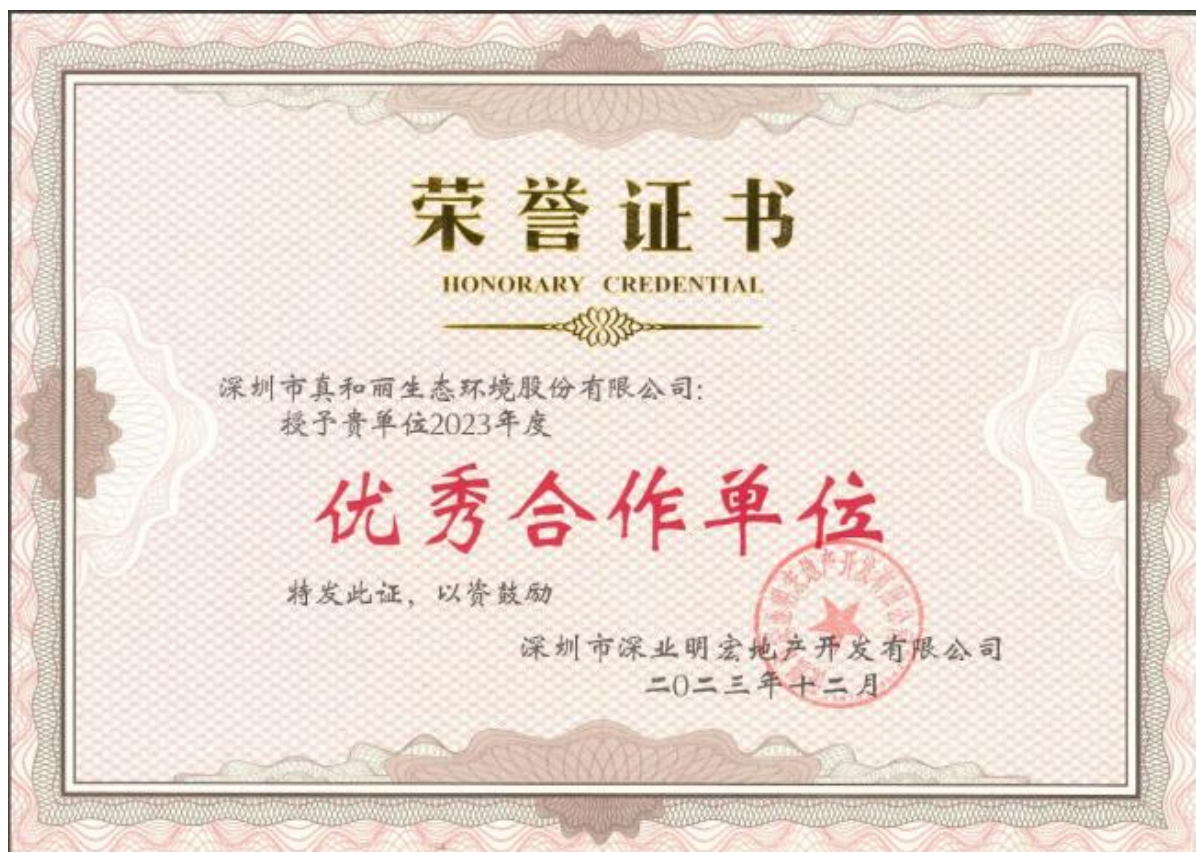 荣誉证书
HONORARY CREDENTIAL
深圳市真和丽生态环境股份有限公司:
授予贵单位2023年度
优秀合作单位
特发此证，以资鼓励
深圳市深业明宏地产开发有限公司
二0二三年十二月